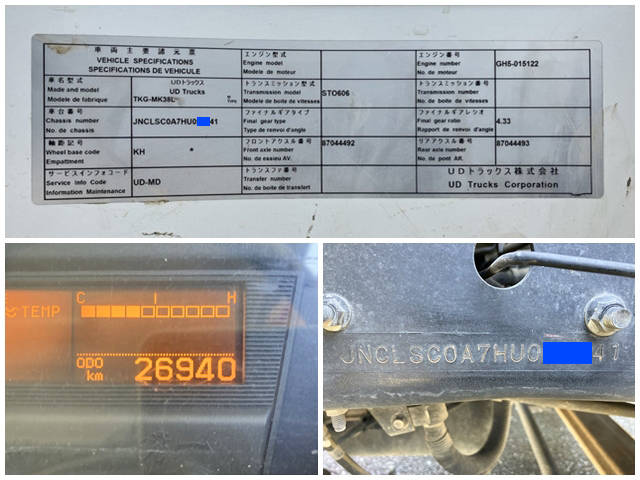 車両主要諸元票
VEHICLE SPECIFICATIONS
SPECIFICATIONS DE VEHICULE
エンジン型式
Engine model
Modele de moteur
エンジン番号
Engine number
No. de moteur
GH5-015122
車名型式
Make and model
Modele de fabrique
UDトラックス
UD Trucks
TKG-MK38L
トランスミッション型式
Transmission model
Modele de boite de vitesses
STO606
トランスミッション番号
Transmission number
No. de boite de vitesses
車台番号
Chassis number
No. de chassis
JNCLSC0A7HU0 41
ファイナルギアタイプ
Final gear type
Type de renvoi d'angle
ファイナルギアレシオ
Final gear ratio
Rapport de renvoi d'angle
4.33
軸距記号
Wheel base code
Empattment
KH *
フロントアクスル番号
Front axle number
No. de essieu AV.
87044492
リアアクスル番号
Rear axle number
No. de pont AR.
87044493
サービスインフォコード
Service Info Code
Information Maintenance
UD-MD
トランスファ番号
Transfer number
No. de boite de transfert
UDトラックス株式会社
UD Trucks Corporation
TEMP
C H
ODO
km 26940
JNCLSC0A7HU0 41